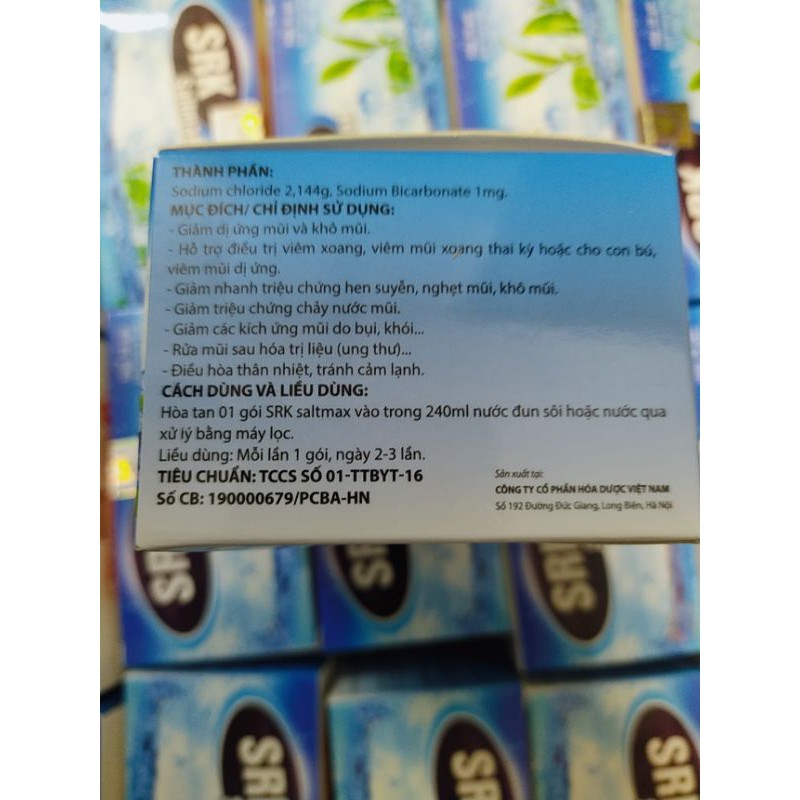 SRK
THÀNH PHẦN:
Sodium chloride 2,144g, Sodium Bicarbonate 1mg.
MỤC ĐÍCH/ CHỈ ĐỊNH SỬ DỤNG:
- Giảm dị ứng mũi và khô mũi.
- Hỗ trợ điều trị viêm xoang, viêm mũi xoang thai kỳ hoặc cho con bú,
viêm mũi dị ứng.
- Giảm nhanh triệu chứng hen suyễn, nghẹt mũi, khô mũi.
- Giảm triệu chứng chảy nước mũi.
- Giảm các kích ứng mũi do bụi, khói...
- Rửa mũi sau hóa trị liệu (ung thư)...
- Điều hòa thân nhiệt, tránh cảm lạnh.
CÁCH DÙNG VÀ LIỀU DÙNG:
Hòa tan 01 gói SRK saltmax vào trong 240ml nước đun sôi hoặc nước qua
xử lý bằng máy lọc.
Liều dùng: Mỗi lần 1 gói, ngày 2-3 lần.
TIÊU CHUẨN: TCCS SỐ 01-TTBYT-16
Số CB: 190000679/PCBA-HN
Sản xuất tại:
CÔNG TY CỔ PHẦN HÓA DƯỢC VIỆT NAM
Số 192 Đường Đức Giang, Long Biên, Hà Nội
SRK
SRK
SRK
SRK
SRK
SRK